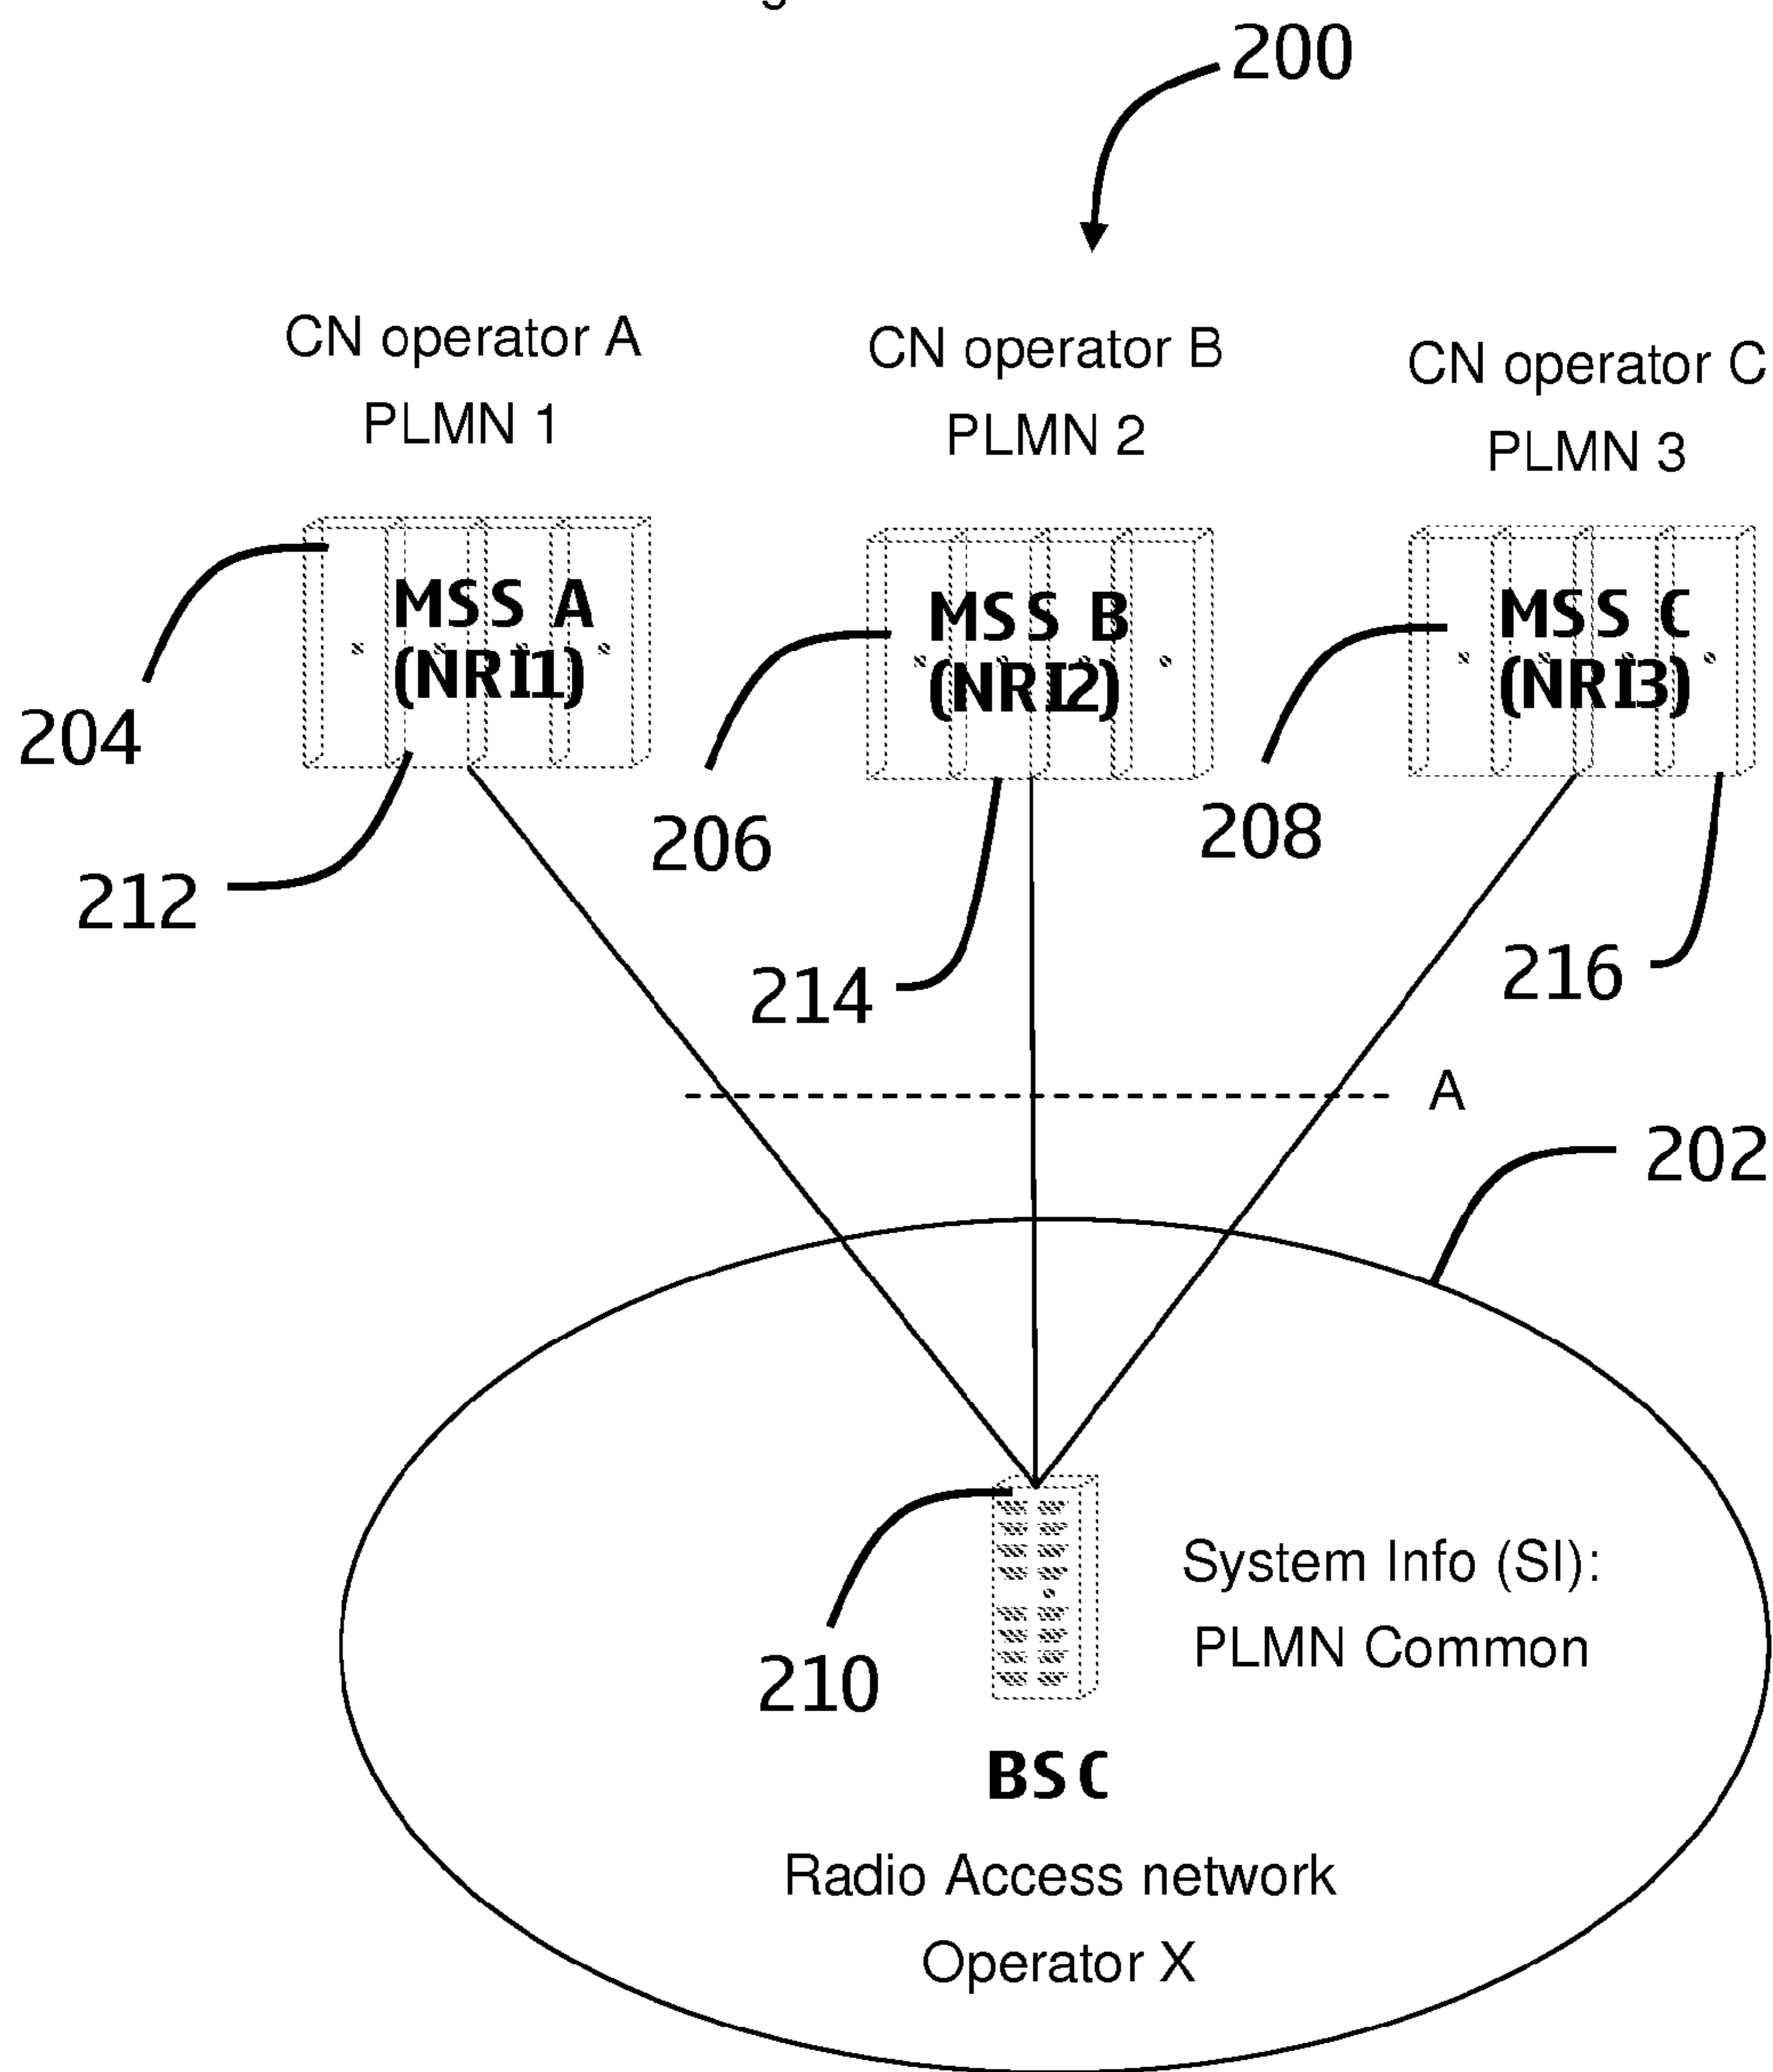 200
CN operator A
PLMN 1
CN operator B
PLMN 2
CN operator C
PLMN 3
MSS A
(NRI1)
MSS B
(NRI2)
MSS C
(NRI3)
204
206
208
212
214
216
A
202
210
System Info (SI):
PLMN Common
BSC
Radio Access network
Operator X